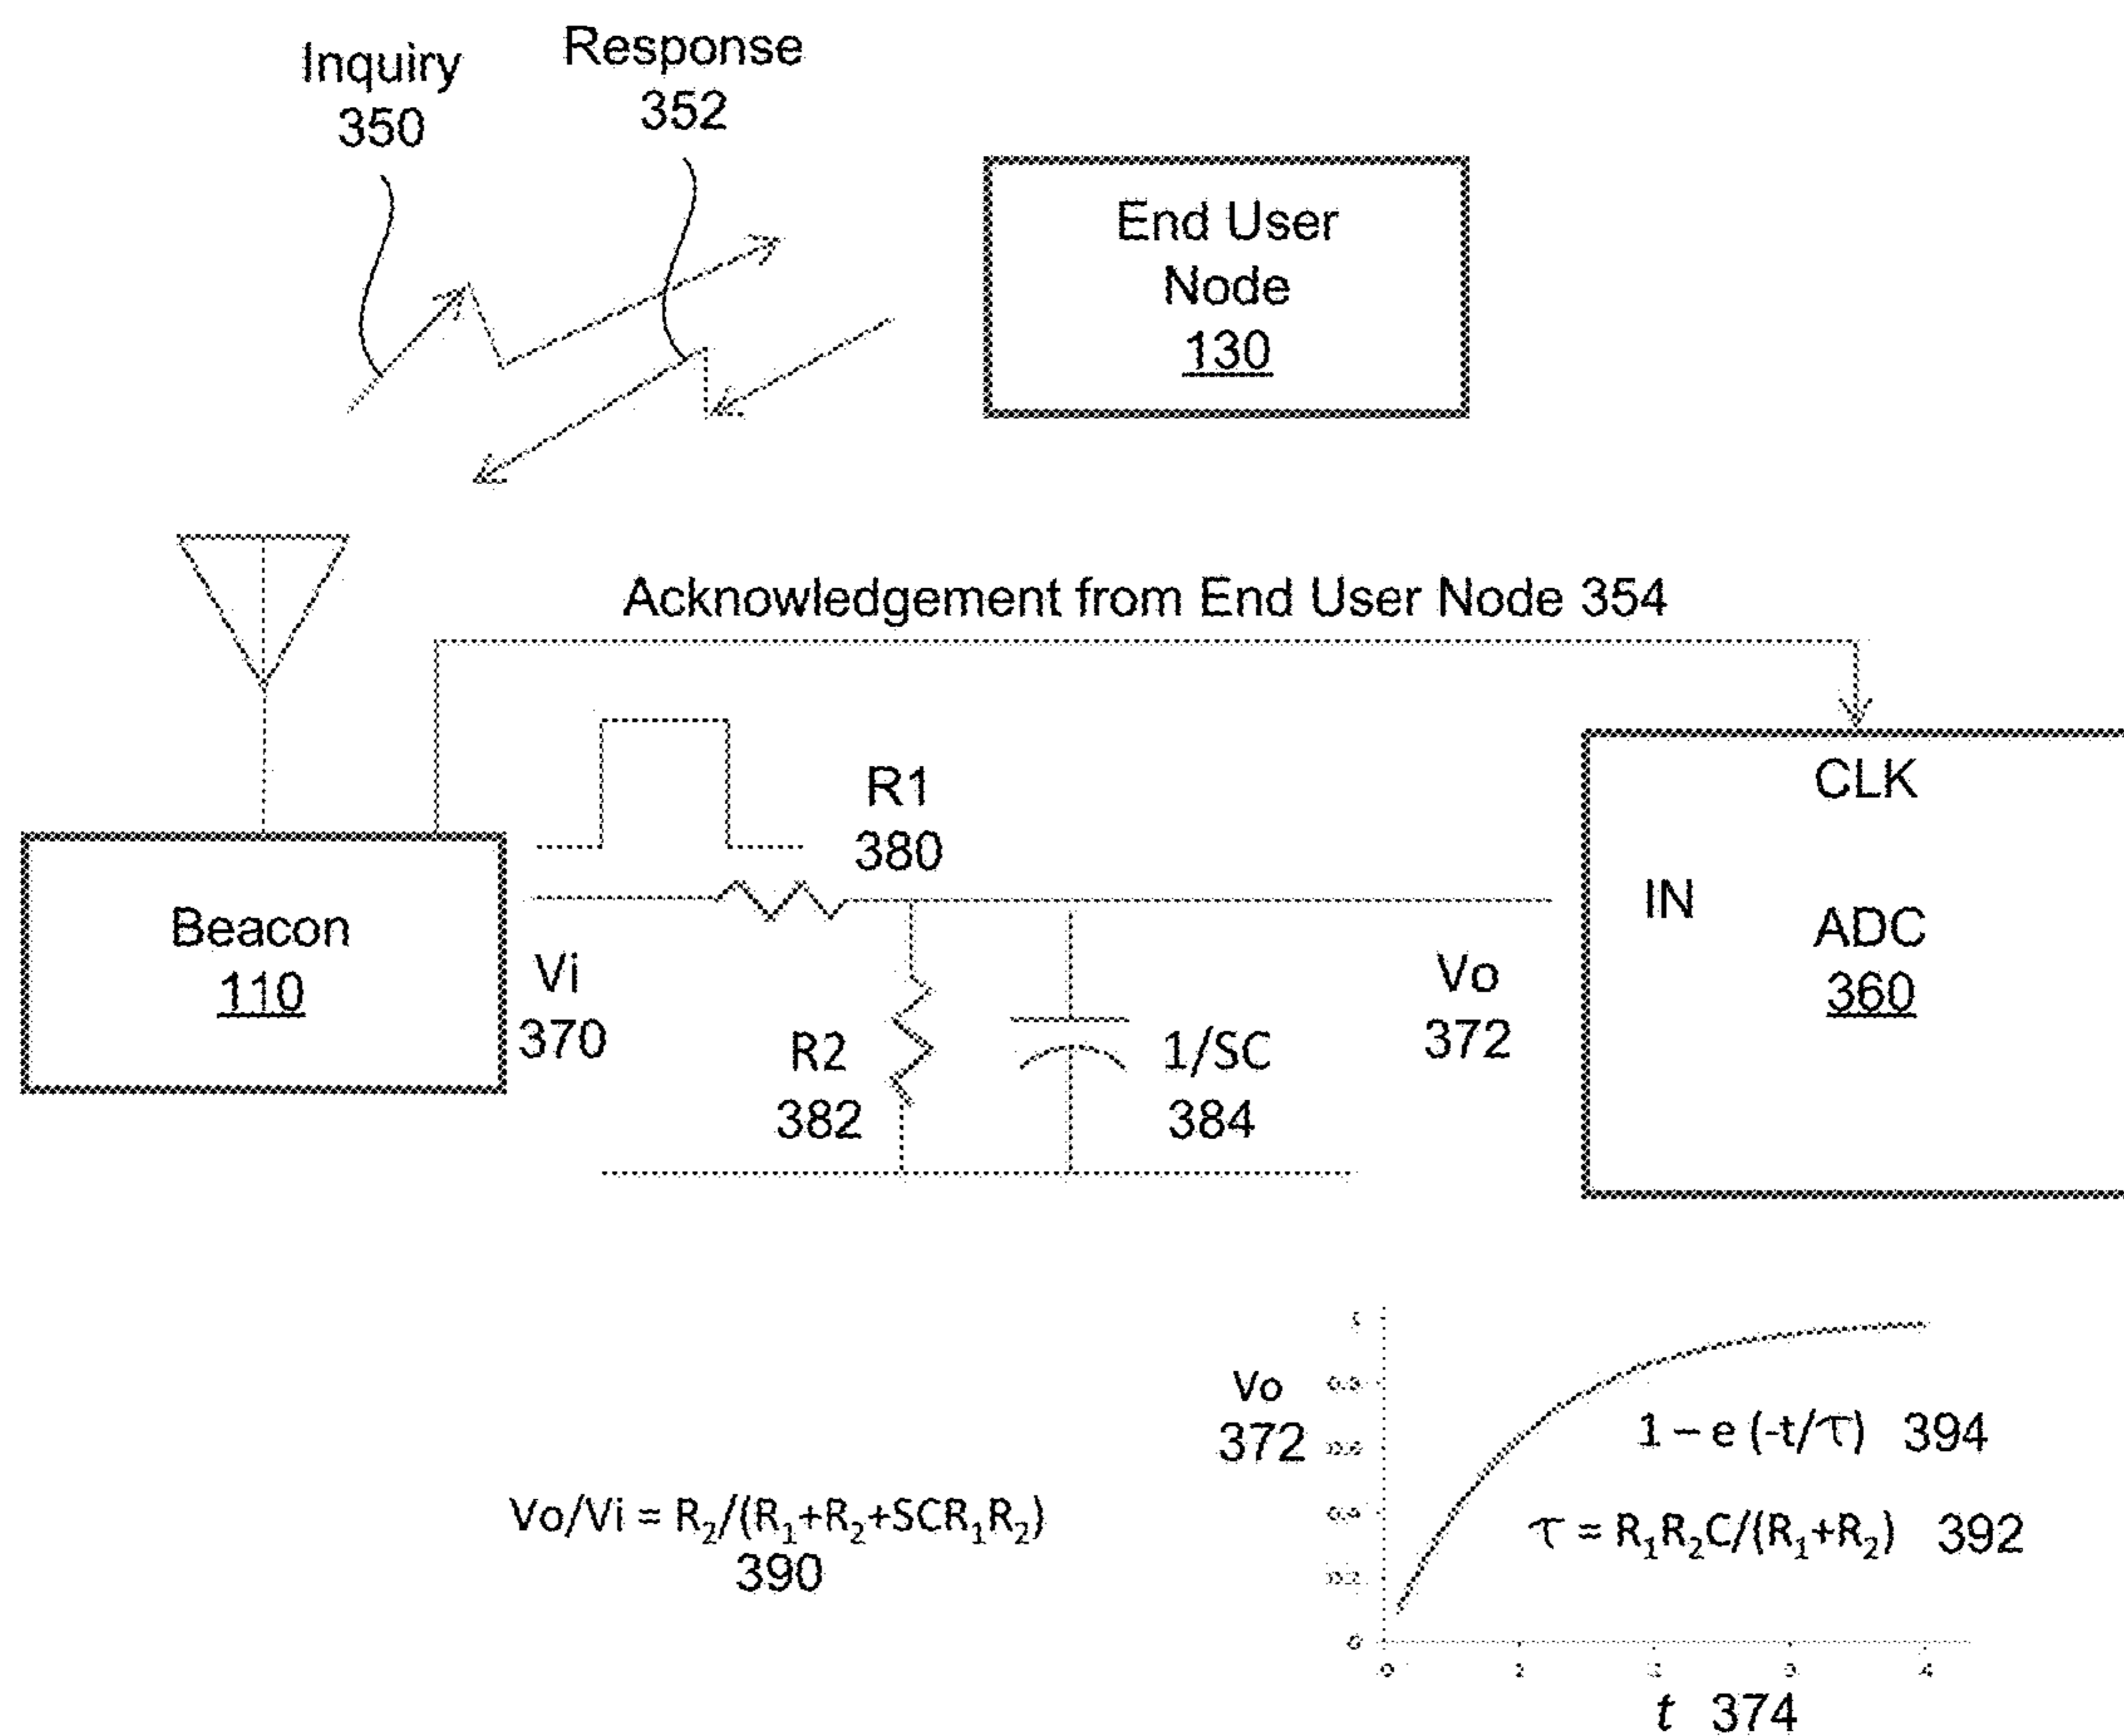 Inquiry
350
Response
352
End User
Node
130
Acknowledgement from End User Node 354
R1
380
CLK
IN
ADC
360
Beacon
110
Vi
370
R2
382
1/SC
384
Vo
372
Vo
372
1 – e (-t/τ) 394
τ = R₁R₂C/(R₁+R₂) 392
Vo/Vi = R₂/(R₁+R₂+SCR₁R₂)
390
t 374